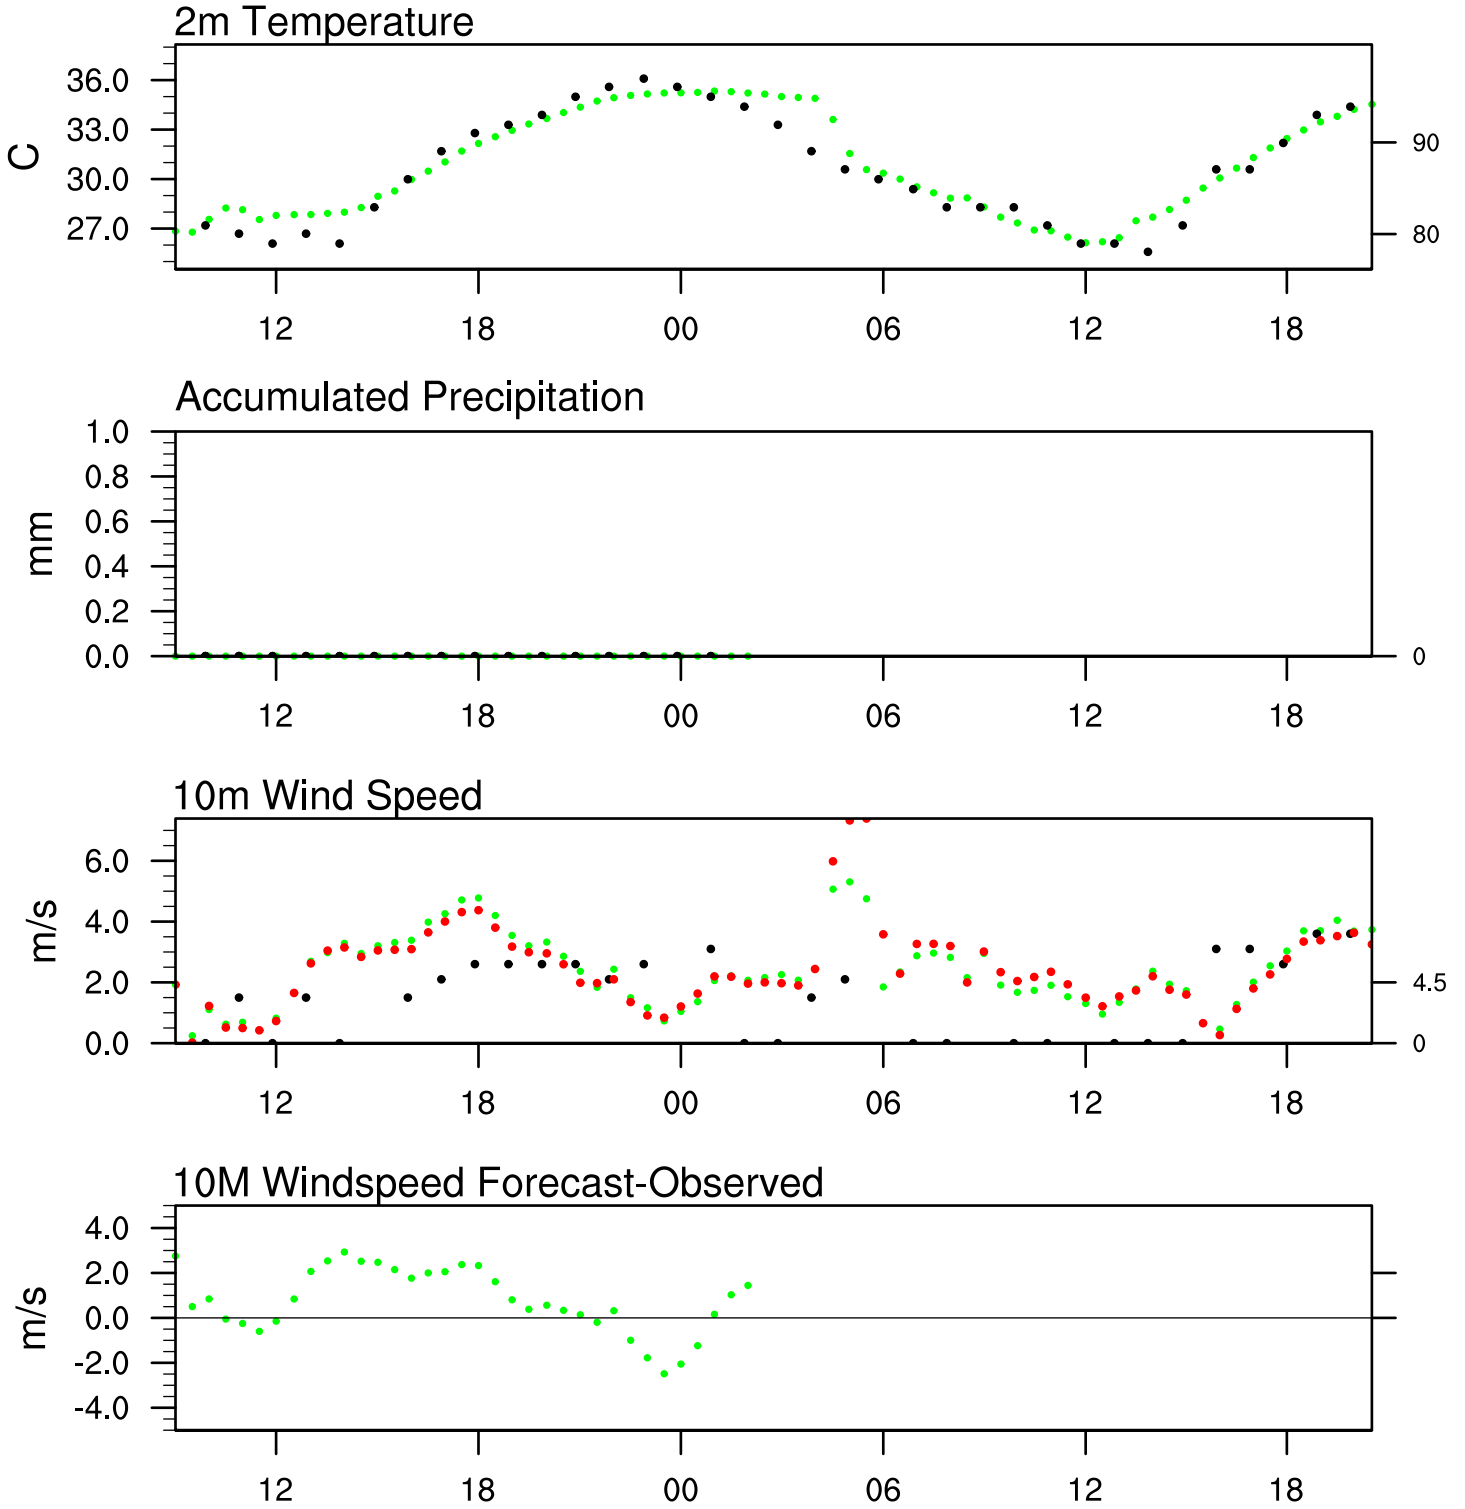 2m Temperature
36.0
33.0
30.0
27.0
C
90
80
12 18 00 06 12 18
Accumulated Precipitation
1.0
0.8
0.6
0.4
0.2
0.0
mm
0
12 18 00 06 12 18
10m Wind Speed
6.0
4.0
2.0
0.0
m/s
4.5
0
12 18 00 06 12 18
10M Windspeed Forecast-Observed
4.0
2.0
0.0
-2.0
-4.0
m/s
12 18 00 06 12 18